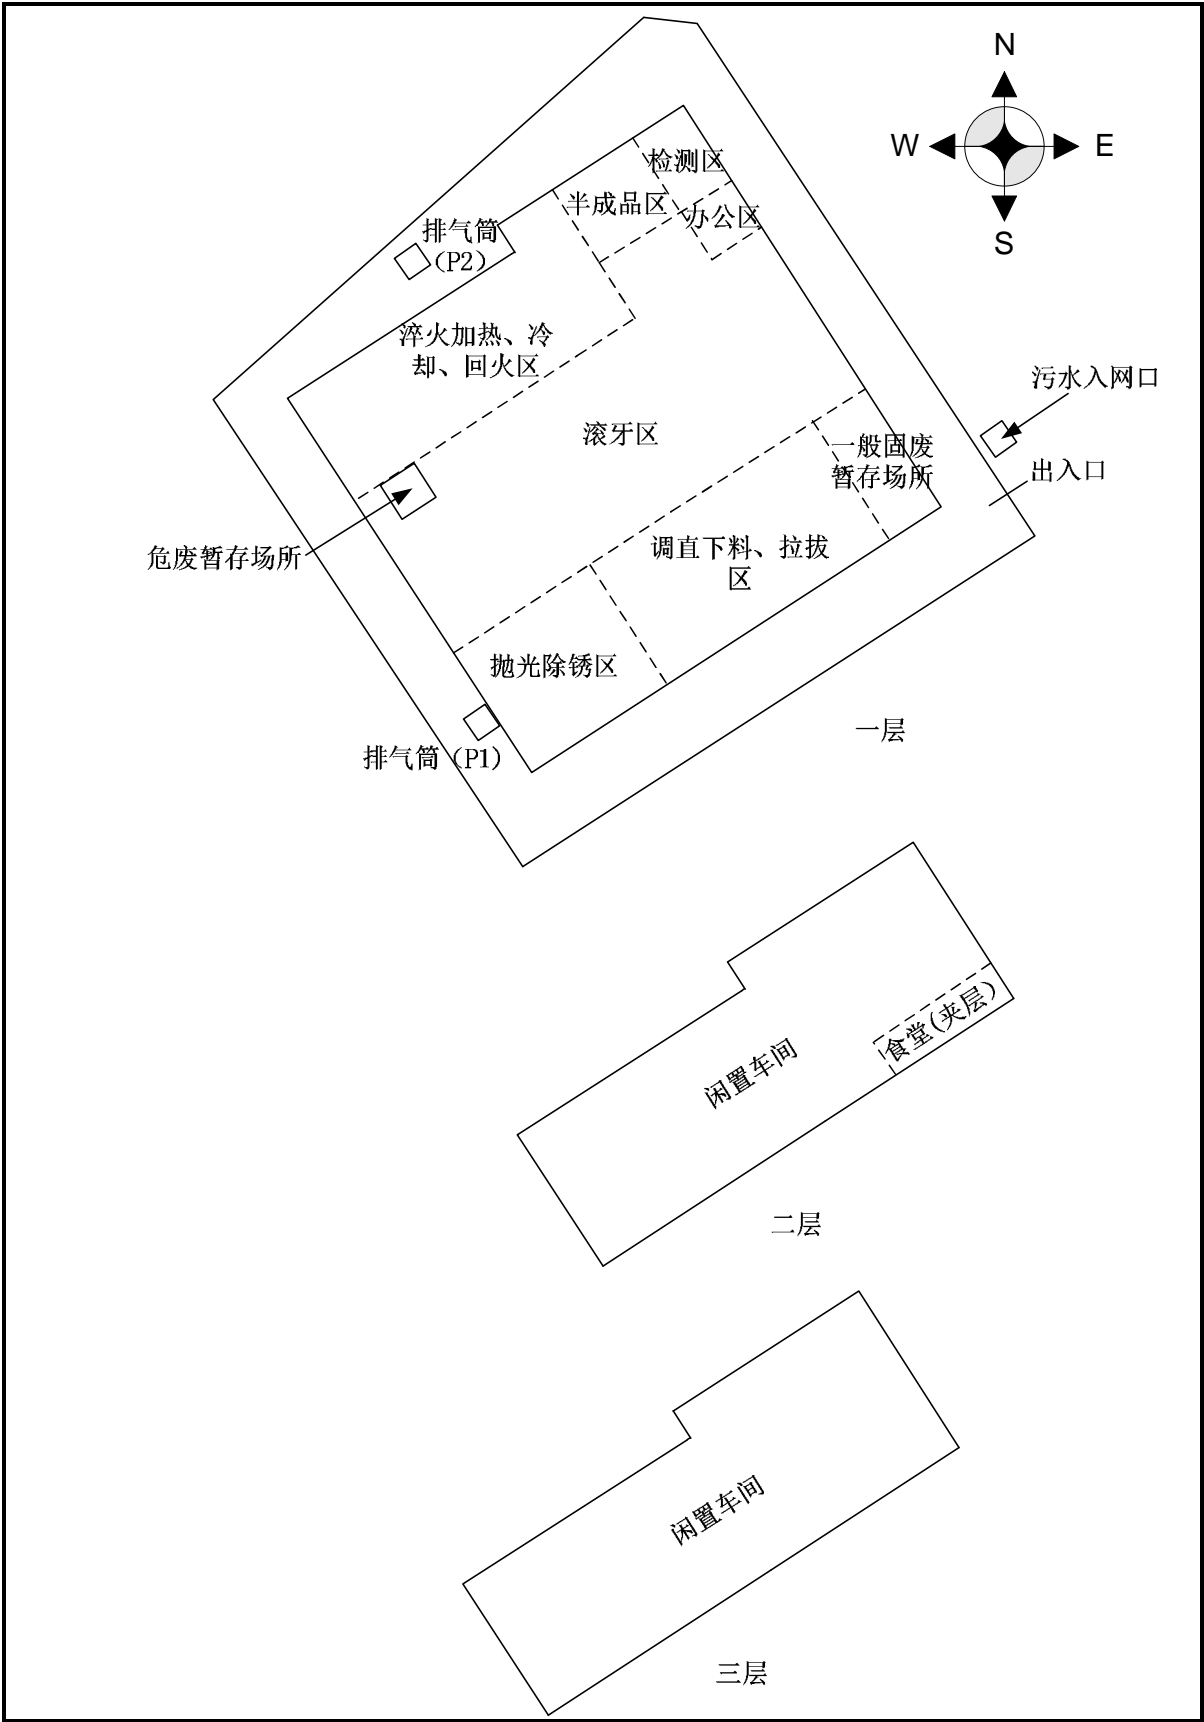 N
W
E
S
检测区
半成品区
办公区
排气筒
（P2）
淬火加热、冷
却、回火区
污水入网口
滚牙区
一般固废
暂存场所
出入口
危废暂存场所
调直下料、拉拔
区
抛光除锈区
一层
排气筒（P1）
食堂（夹层）
闲置车间
二层
闲置车间
三层